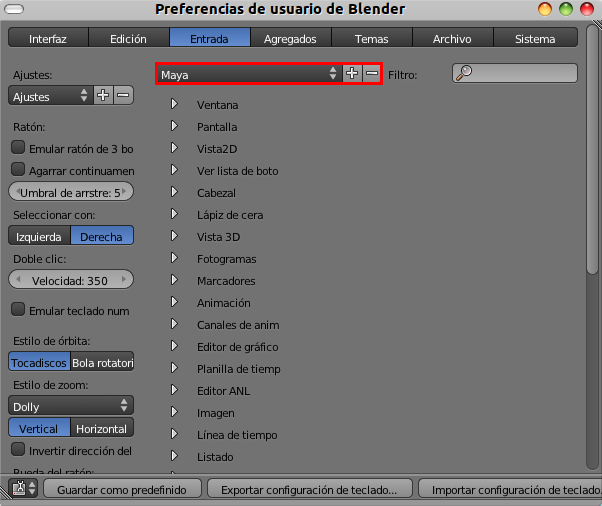 Preferencias de usuario de Blender
Interfaz
Edición
Entrada
Agregados
Temas
Archivo
Sistema
Ajustes:
Ajustes
Ratón:
Emular ratón de 3 bo
Agarrar continuamen
Umbral de arrstre: 5
Seleccionar con:
Izquierda
Derecha
Doble clic:
Velocidad: 350
Emular teclado num
Estilo de órbita:
Tocadiscos
Bola rotatori
Estilo de zoom:
Dolly
Vertical
Horizontal
Invertir dirección del
Rueda del ratón:
Maya
Filtro:
Ventana
Pantalla
Vista2D
Ver lista de boto
Cabezal
Lápiz de cera
Vista 3D
Fotogramas
Marcadores
Animación
Canales de anim
Editor de gráfico
Planilla de tiemp
Editor ANL
Imagen
Línea de tiempo
Listado
Guardar como predefinido
Exportar configuración de teclado...
Importar configuración de teclado..